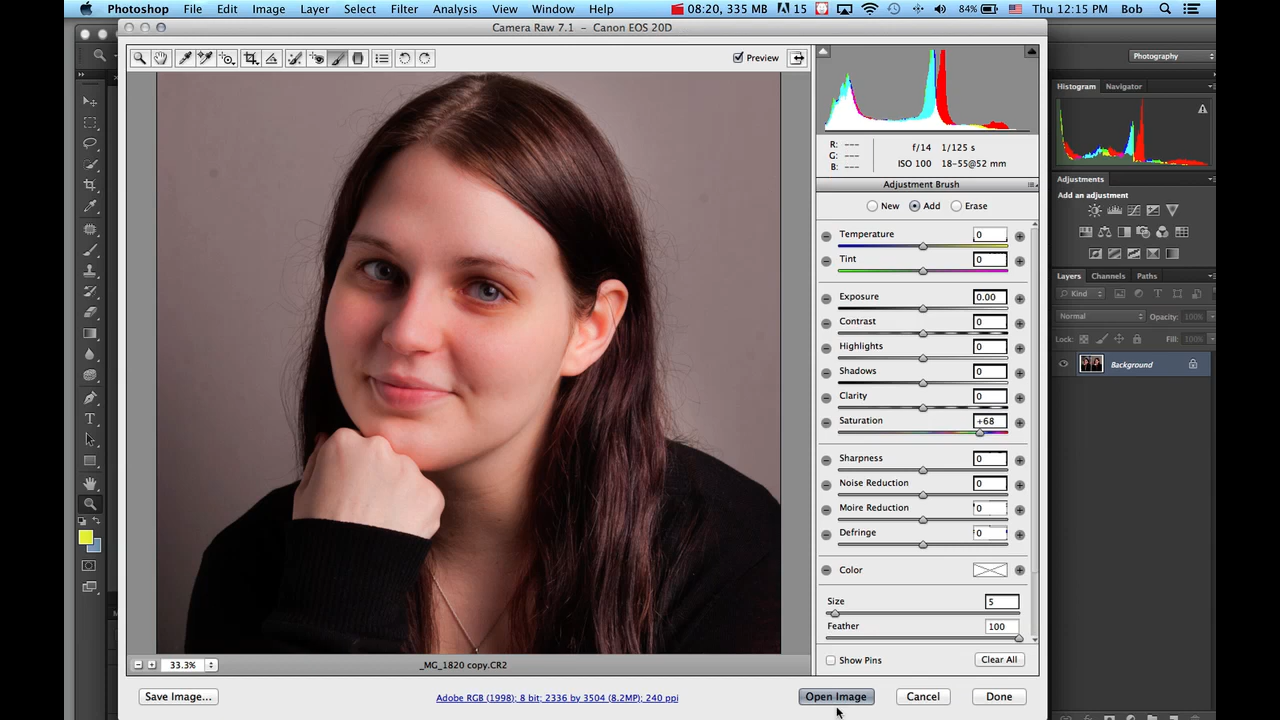 Photoshop File Edit Image Layer Select Filter Analysis View Window Help 08:20, 335 MB 15 84% Thu 12:15 PM Bob
Camera Raw 7.1 - Canon EOS 20D
Photography
Preview
Histogram Navigator
R: ---
G: ---
B: ---
f/14 1/125 s
ISO 100 18-55@52 mm
Adjustment Brush
New Add Erase
Temperature 0
Tint 0
Exposure 0.00
Contrast 0
Highlights 0
Shadows 0
Clarity 0
Saturation +68
Sharpness 0
Noise Reduction 0
Moire Reduction 0
Defringe 0
Color
Size 5
Feather 100
Show Pins Clear All
Adjustments
Add an adjustment
Layers Channels Paths
Kind
Normal Opacity: 100%
Lock: Fill: 100%
Background
33.3% _MG_1820 copy.CR2
Save Image... Adobe RGB (1998); 8 bit; 2336 by 3504 (8.2MP); 240 ppi Open Image Cancel Done